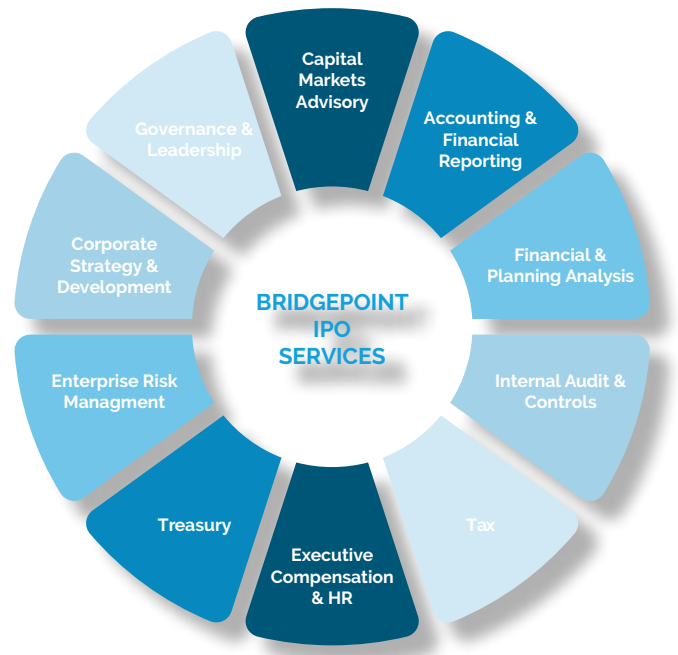 Capital
Markets
Advisory
Accounting &
Financial
Reporting
Financial &
Planning Analysis
Internal Audit &
Controls
Tax
Executive
Compensation
& HR
Treasury
Enterprise Risk
Managment
Corporate
Strategy &
Development
Governance &
Leadership
BRIDGEPOINT
IPO
SERVICES